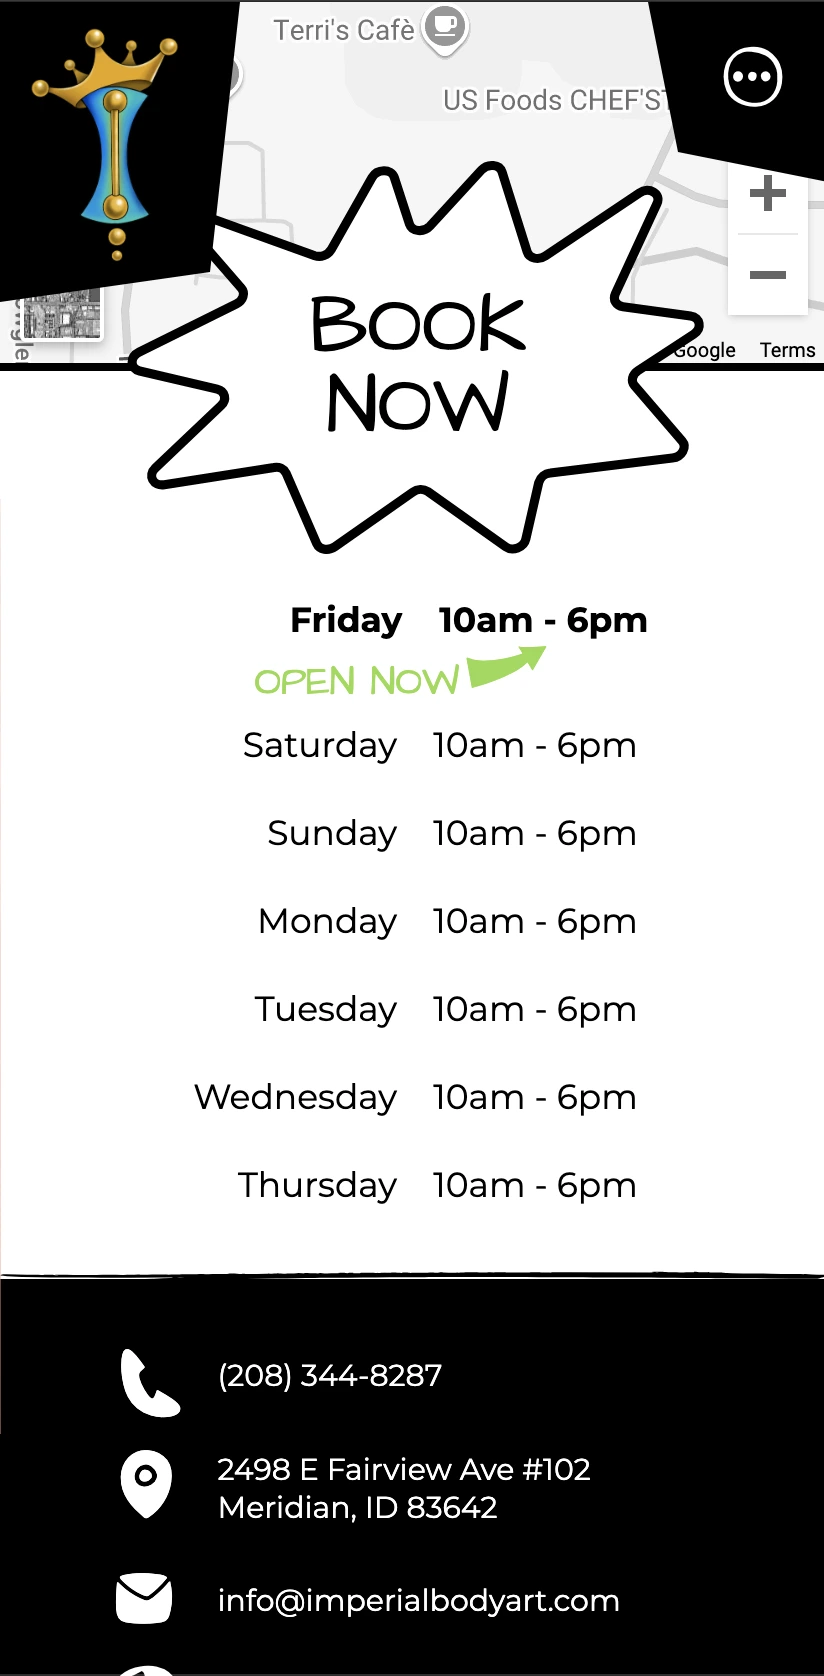 Terri's Cafè
US Foods CHEF'ST
Google Terms
BOOK
NOW
Friday 10am - 6pm
OPEN NOW
Saturday 10am - 6pm
Sunday 10am - 6pm
Monday 10am - 6pm
Tuesday 10am - 6pm
Wednesday 10am - 6pm
Thursday 10am - 6pm
(208) 344-8287
2498 E Fairview Ave #102
Meridian, ID 83642
info@imperialbodyart.com